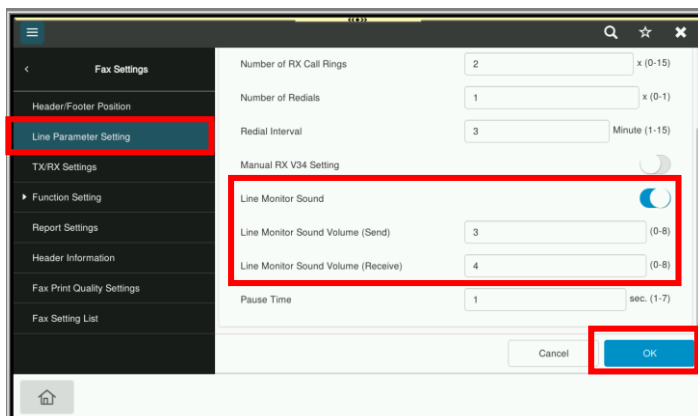 Fax Settings
Header/Footer Position
Line Parameter Setting
TX/RX Settings
Function Setting
Report Settings
Header Information
Fax Print Quality Settings
Fax Setting List
Number of RX Call Rings 2 x (0-15)
Number of Redials 1 x (0-1)
Redial Interval 3 Minute (1-15)
Manual RX V34 Setting
Line Monitor Sound
Line Monitor Sound Volume (Send) 3 (0-8)
Line Monitor Sound Volume (Receive) 4 (0-8)
Pause Time 1 sec. (1-7)
Cancel OK